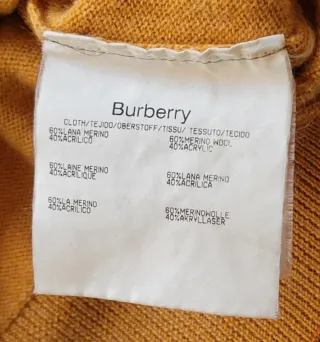 Burberry
CLOTH/TEJIDO/OBERSTOFF/TISSU/ TESSUTO/TECIDO
60%LANA MERINO
40%ACRILICO
60%MERINO WOOL
40%ACRYLIC
60%LAINE MERINO
40%ACRILIQUE
60%LANA MERINO
40%ACRILICA
60%LA MERINO
40%ACRILICO
60%MERINOWOLLE
40%AKRYLLASER